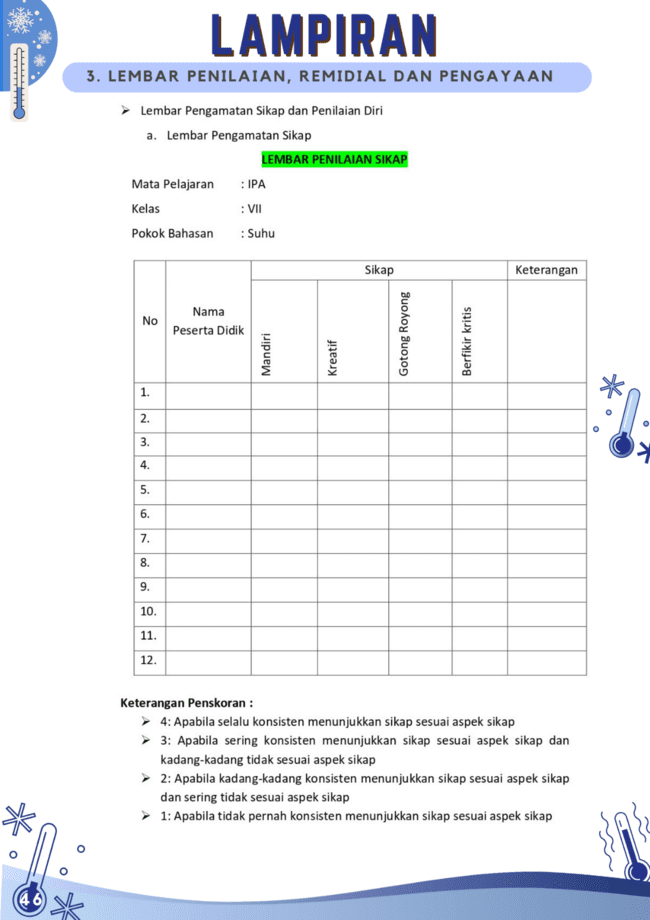 LAMPIRAN
3. LEMBAR PENILAIAN, REMIDIAL DAN PENGAYAAN
➢ Lembar Pengamatan Sikap dan Penilaian Diri
a. Lembar Pengamatan Sikap
LEMBAR PENILAIAN SIKAP
Mata Pelajaran : IPA
Kelas : VII
Pokok Bahasan : Suhu
No
Nama
Peserta Didik
Sikap
Keterangan
Mandiri
Kreatif
Gotong Royong
Berfikir kritis
1.
2.
3.
4.
5.
6.
7.
8.
9.
10.
11.
12.
Keterangan Penskoran :
➢ 4: Apabila selalu konsisten menunjukkan sikap sesuai aspek sikap
➢ 3: Apabila sering konsisten menunjukkan sikap sesuai aspek sikap dan
kadang-kadang tidak sesuai aspek sikap
➢ 2: Apabila kadang-kadang konsisten menunjukkan sikap sesuai aspek sikap
dan sering tidak sesuai aspek sikap
➢ 1: Apabila tidak pernah konsisten menunjukkan sikap sesuai aspek sikap
46